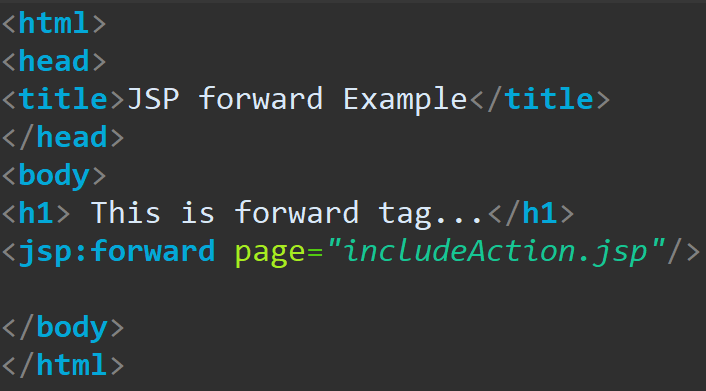 <html>
<head>
<title>JSP forward Example</title>
</head>
<body>
<h1> This is forward tag...</h1>
<jsp:forward page="includeAction.jsp"/>
</body>
</html>